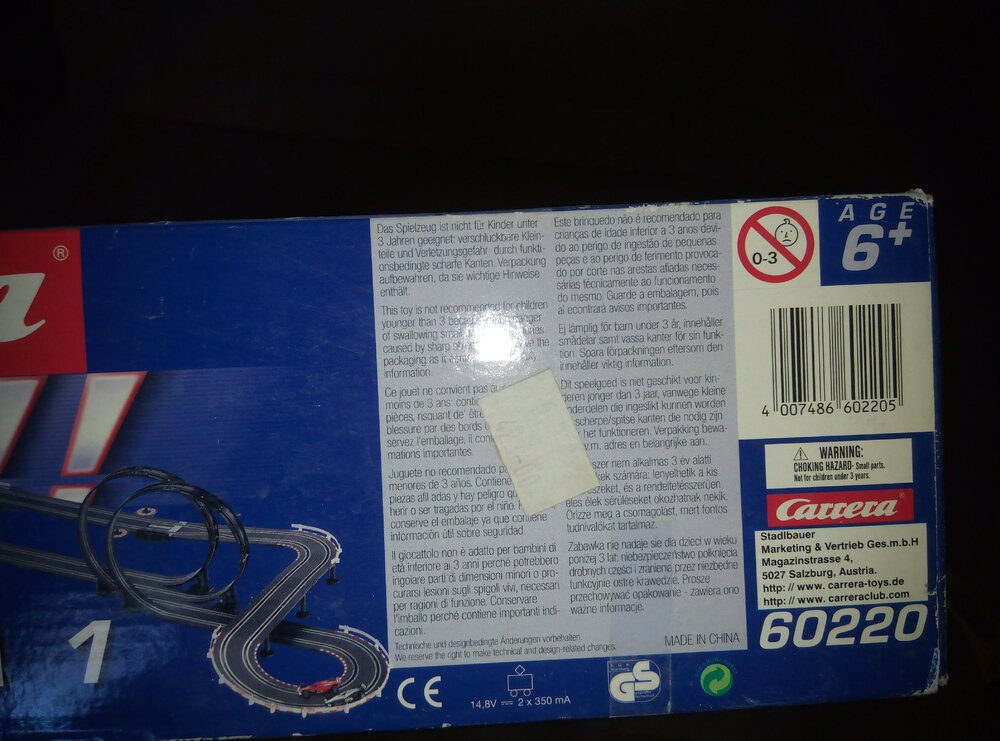 ®
Das Spielzeug ist nicht für Kinder unter
3 Jahren geeignet: verschluckbare Klein-
teile und Verletzungsgefahr durch funkti-
onsbedingte scharfe Kanten. Verpackung
aufbewahren, da sie wichtige Hinweise
enthält.
This toy is not recommended for children
younger than 3
of swallowing
caused by
packaging as it
information.
Ce jouet ne convient pas
moins de 3 ans:
pièces, risquant de
blessure par des bords
servez l'emballage, il
mations importantes.
Juguete no recomendado
menores de 3 años. Contiene
piezas afiladas y hay peligro
herir o ser tragadas por el niño.
conserve el embalaje ya que contiene
información útil sobre seguridad.
Il giocattolo non è adatto per bambini di
età inferiore ai 3 anni perché potrebbero
ingoiare parti di dimensioni minori o pro-
curarsi lesioni sugli spigoli vivi, necessari
per ragioni di funzione. Conservare
l'imballo perché contiene importanti indi-
cazioni.
Este brinquedo não é recomendado para
crianças de idade inferior a 3 anos devi-
do ao perigo de ingestão de pequenas
peças e ao perigo de ferimento provoca-
do por corte nas arestas afiadas neces-
sárias técnicamente ao funcionamento
do mesmo. Guarde a embalagem, pois
ai econtrará avisos importantes.
Ej lämplig för barn under 3 år, innehåller
smådelar samt vassa kanter för sin funk-
tion. Spara förpackningen eftersom den
innehåller viktig information.
Dit speelgoed is niet geschikt voor kin-
deren jonger dan 3 jaar, vanwege kleine
onderdelen die ingeslikt kunnen worden
scherpe/spitse kanten die nodig zijn
het funktioneren. Verpakking bewa-
adres en belangrijke aan.
nem alkalmas 3 év alatti
számára: lenyelhetik a kis
és a rendeltetésszerűen
éles élek sérüléseket okozhatnak nekik.
Őrizze meg a csomagolást, mert fontos
tudnivalókat tartalmaz.
Zabawka nie nadaje się dla dzieci w wieku
poniżej 3 lat: niebezpieczeństwo połknięcia
drobnych części i zranienia przez niezbędne
funkcyjnie ostre krawędzie. Proszę
przechowywać opakowanie - zawiera ono
ważne informacje.
Technische und designbedingte Änderungen vorbehalten.
We reserve the right to make technical and design-related changes.
MADE IN CHINA
0-3
AGE
6+
4 007486 602205
WARNING:
CHOKING HAZARD- Small parts.
Not for children under 3 years.
Carrera®
Stadlbauer
Marketing & Vertrieb Ges.m.b.H
Magazinstrasse 4,
5027 Salzburg, Austria.
http: // www. carrera-toys.de
http: // www. carreraclub.com
60220
1
CE
14,8V 2 x 350 mA
GS